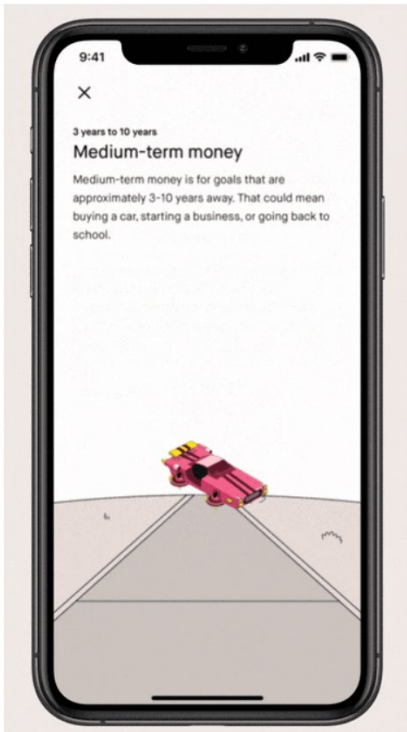 9:41
3 years to 10 years
Medium-term money
Medium-term money is for goals that are
approximately 3-10 years away. That could mean
buying a car, starting a business, or going back to
school.